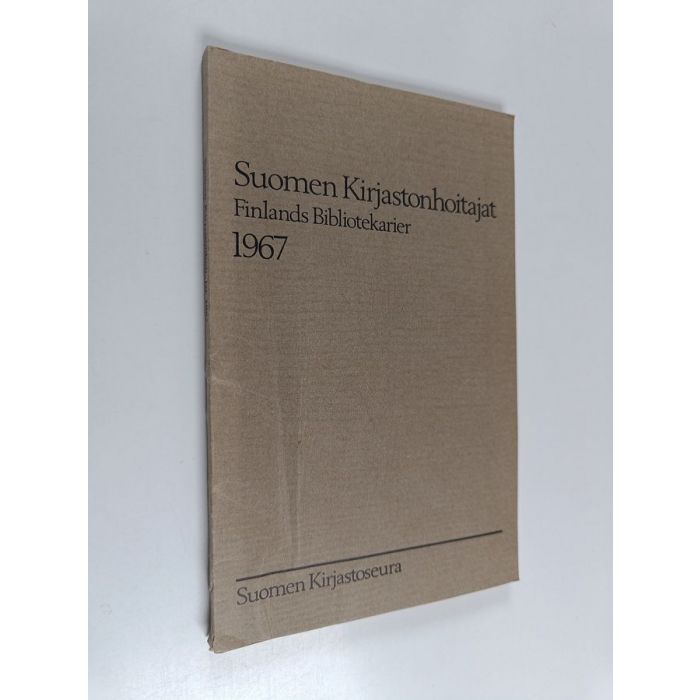 Suomen Kirjastonhoitajat
Finlands Bibliotekarier
1967
Suomen Kirjastoseura